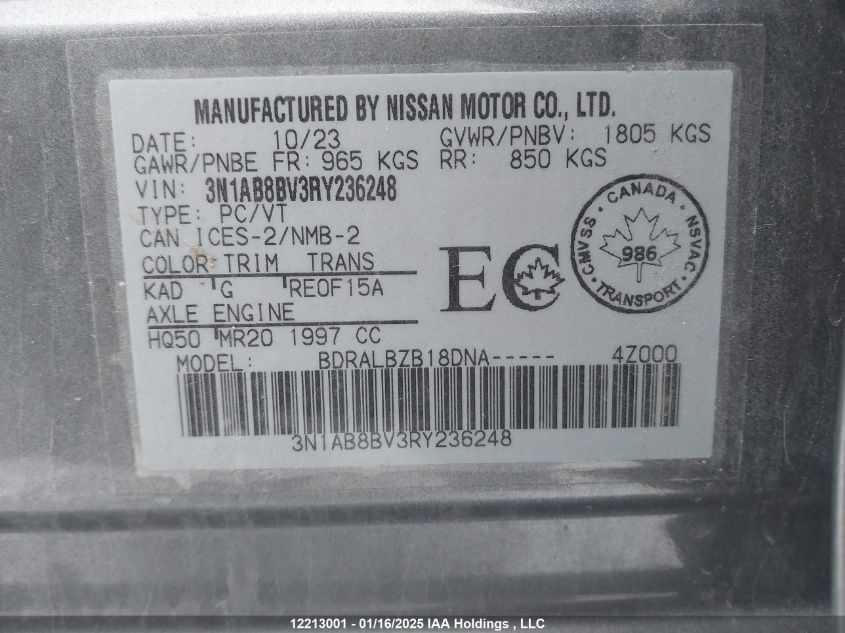 MANUFACTURED BY NISSAN MOTOR CO., LTD.
DATE: 10/23 GVWR/PNBV: 1805 KGS
GAWR/PNBE FR: 965 KGS RR: 850 KGS
VIN: 3N1AB8BV3RY236248
TYPE: PC/VT
CAN ICES-2/NMB-2
COLOR TRIM TRANS
KAD G RE0F15A
AXLE ENGINE
HQ50 MR20 1997 CC
EC
CANADA
CMVSS · NSVAC
986
TRANSPORT
MODEL: BDRALBZB18DNA----- 4Z000
3N1AB8BV3RY236248
12213001 - 01/16/2025 IAA Holdings , LLC